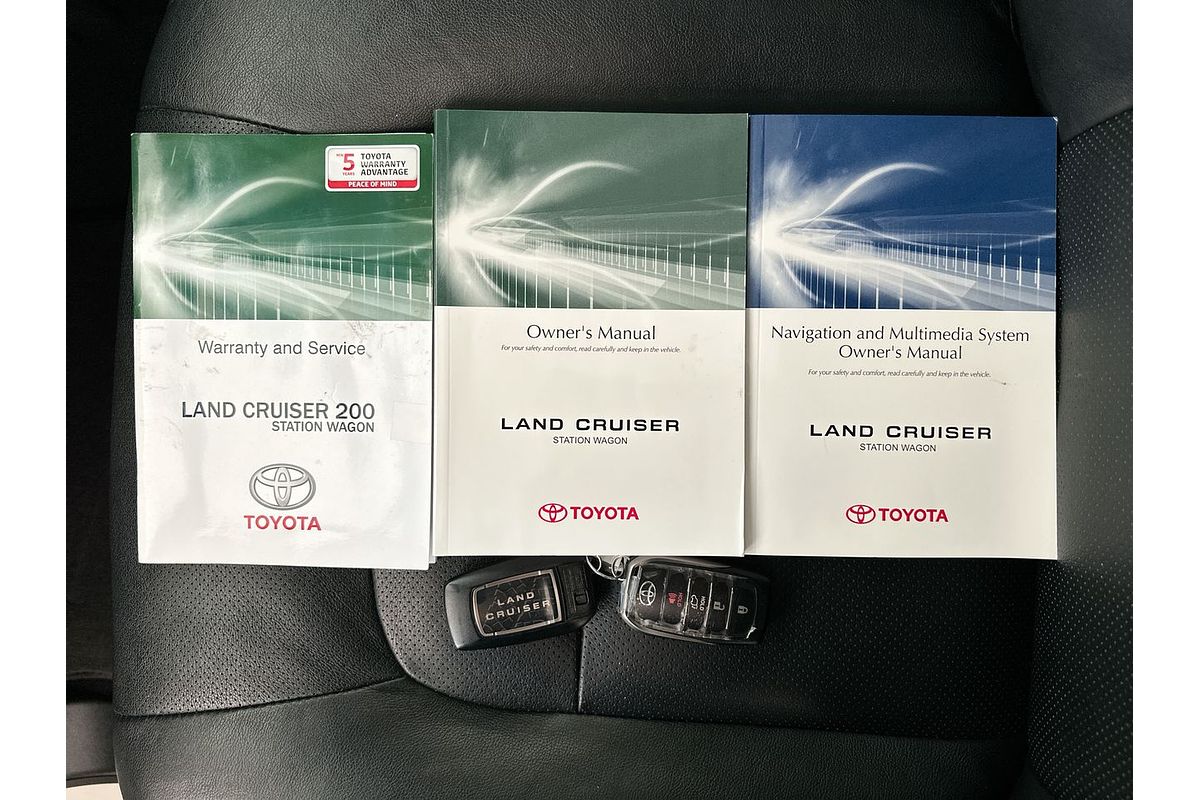 NEW
5
YEARS
TOYOTA
WARRANTY
ADVANTAGE
PEACE OF MIND
Warranty and Service
LAND CRUISER 200
STATION WAGON
TOYOTA
Owner's Manual
For your safety and comfort, read carefully and keep in the vehicle.
LAND CRUISER
STATION WAGON
TOYOTA
Navigation and Multimedia System
Owner's Manual
For your safety and comfort, read carefully and keep in the vehicle.
LAND CRUISER
STATION WAGON
TOYOTA
LAND
CRUISER
HOLD
HOLD